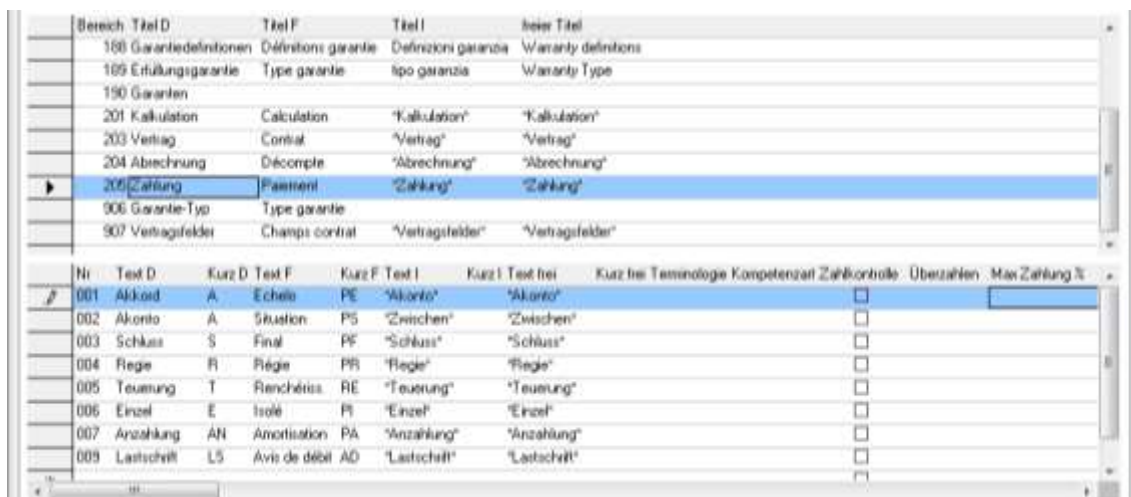 Bereich Titel D Titel F Titel I freier Titel
188 Garantiedefinitionen Définitions garantie Definizioni garanzia Warranty definitions
189 Erfüllungsgarantie Type garantie tipo garanzia Warranty Type
190 Garanten
201 Kalkulation Calculation "Kalkulation" "Kalkulation"
203 Vertrag Contrat "Vertrag" "Vertrag"
204 Abrechnung Décompte "Abrechnung" "Abrechnung"
205 Zahlung Paiement "Zahlung" "Zahlung"
906 Garantie-Typ Type garantie
907 Vertragsfelder Champs contrat "Vertragsfelder" "Vertragsfelder"
Nr Text D Kurz D Text F Kurz F Text I Kurz I Text frei Kurz frei Terminologie Kompetenzart Zahlkontrolle Überzahlen Max Zahlung %
001 Akkord A Echelo PE "Akonto" "Akonto"
002 Akonto A Situation PS "Zwischen" "Zwischen"
003 Schluss S Final PF "Schluss" "Schluss"
004 Regie R Régie PR "Regie" "Regie"
005 Teuerung T Renchériss. RE "Teuerung" "Teuerung"
006 Einzel E Isolé PI "Einzel" "Einzel"
007 Anzahlung AN Amortisation PA "Anzahlung" "Anzahlung"
009 Lastschrift LS Avis de débit AD "Lastschrift" "Lastschrift"